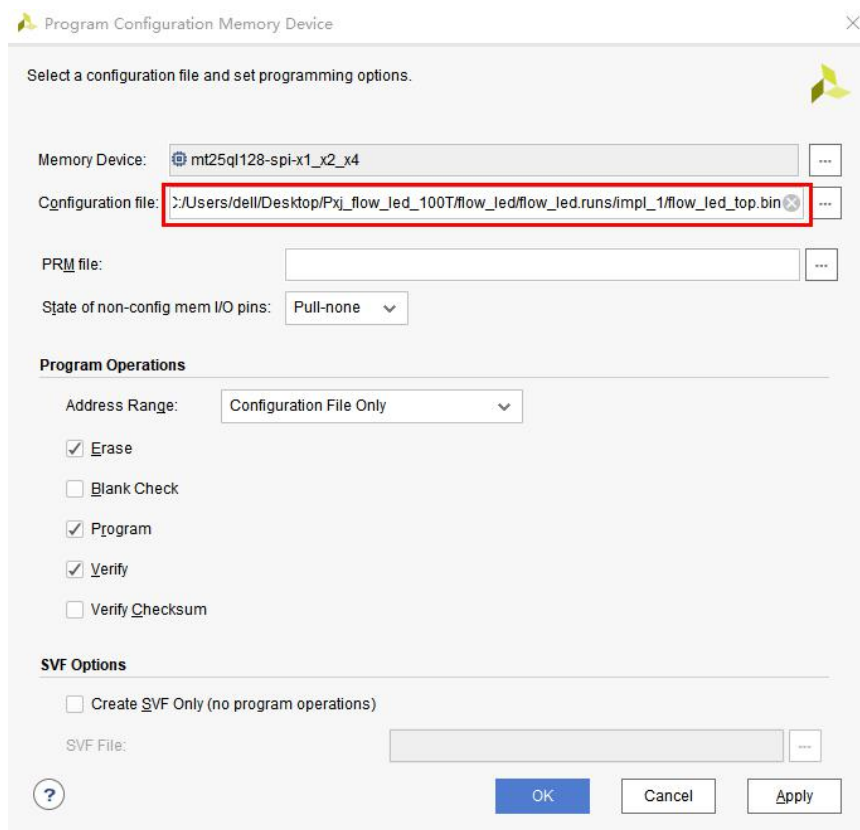 Program Configuration Memory Device
Select a configuration file and set programming options.
Memory Device: mt25ql128-spi-x1_x2_x4 ...
Configuration file: :/Users/dell/Desktop/Pxj_flow_led_100T/flow_led/flow_led.runs/impl_1/flow_led_top.bin ...
PRM file: ...
State of non-config mem I/O pins: Pull-none
Program Operations
Address Range: Configuration File Only
Erase
Blank Check
Program
Verify
Verify Checksum
SVF Options
Create SVF Only (no program operations)
SVF File: ...
? OK Cancel Apply